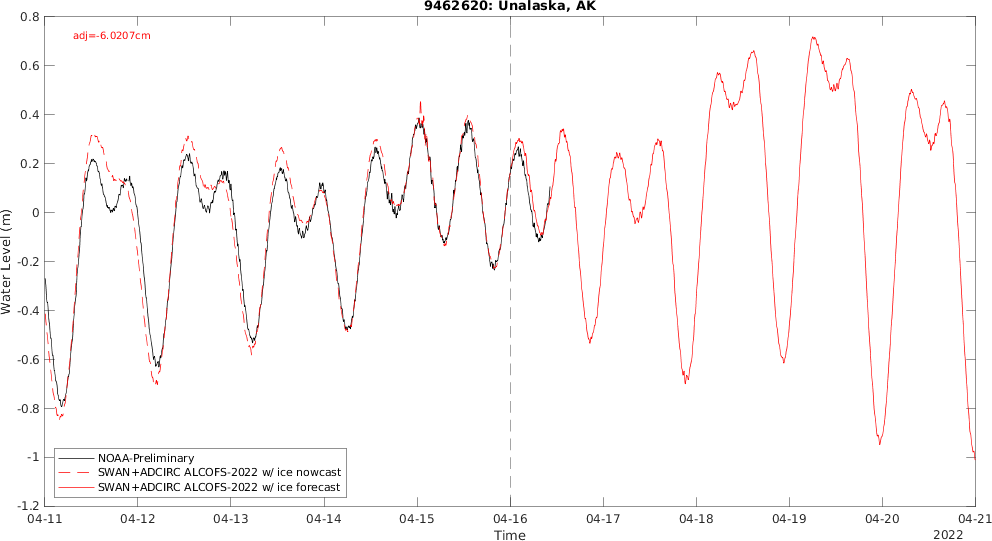 9462620: Unalaska, AK
adj=-6.0207cm
Water Level (m)
0.8
0.6
0.4
0.2
0
-0.2
-0.4
-0.6
-0.8
-1
-1.2
NOAA-Preliminary
SWAN+ADCIRC ALCOFS-2022 w/ ice nowcast
SWAN+ADCIRC ALCOFS-2022 w/ ice forecast
04-11 04-12 04-13 04-14 04-15 04-16 04-17 04-18 04-19 04-20 04-21
Time
2022